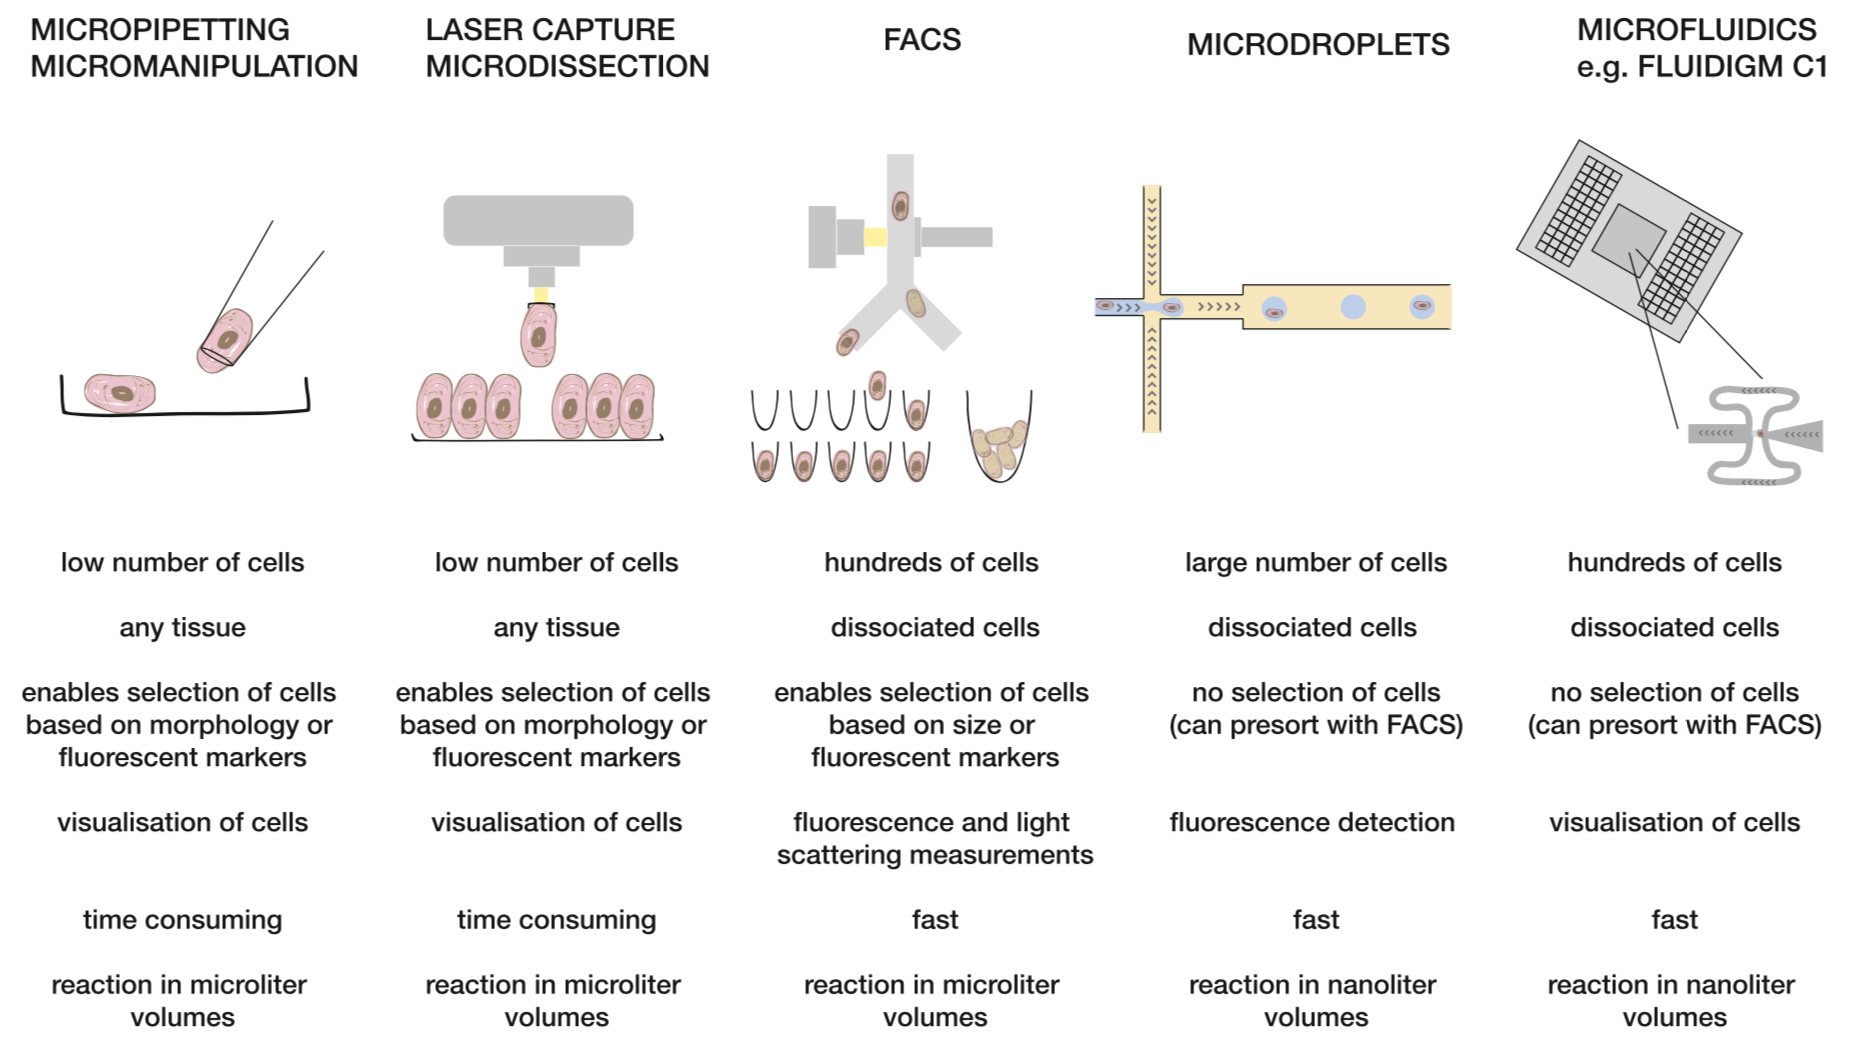 MICROPIPETTING
MICROMANIPULATION
LASER CAPTURE
MICRODISSECTION
FACS
MICRODROPLETS
MICROFLUIDICS
e.g. FLUIDIGM C1
low number of cells
low number of cells
hundreds of cells
large number of cells
hundreds of cells
any tissue
any tissue
dissociated cells
dissociated cells
dissociated cells
enables selection of cells
based on morphology or
fluorescent markers
enables selection of cells
based on morphology or
fluorescent markers
enables selection of cells
based on size or
fluorescent markers
no selection of cells
(can presort with FACS)
no selection of cells
(can presort with FACS)
visualisation of cells
visualisation of cells
fluorescence and light
scattering measurements
fluorescence detection
visualisation of cells
time consuming
time consuming
fast
fast
fast
reaction in microliter
volumes
reaction in microliter
volumes
reaction in microliter
volumes
reaction in nanoliter
volumes
reaction in nanoliter
volumes